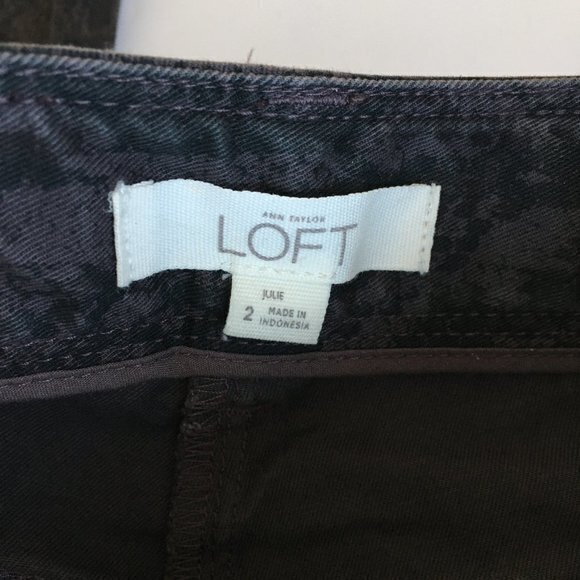 ANN TAYLOR
LOFT
JULIE
2 MADE IN
INDONESIA